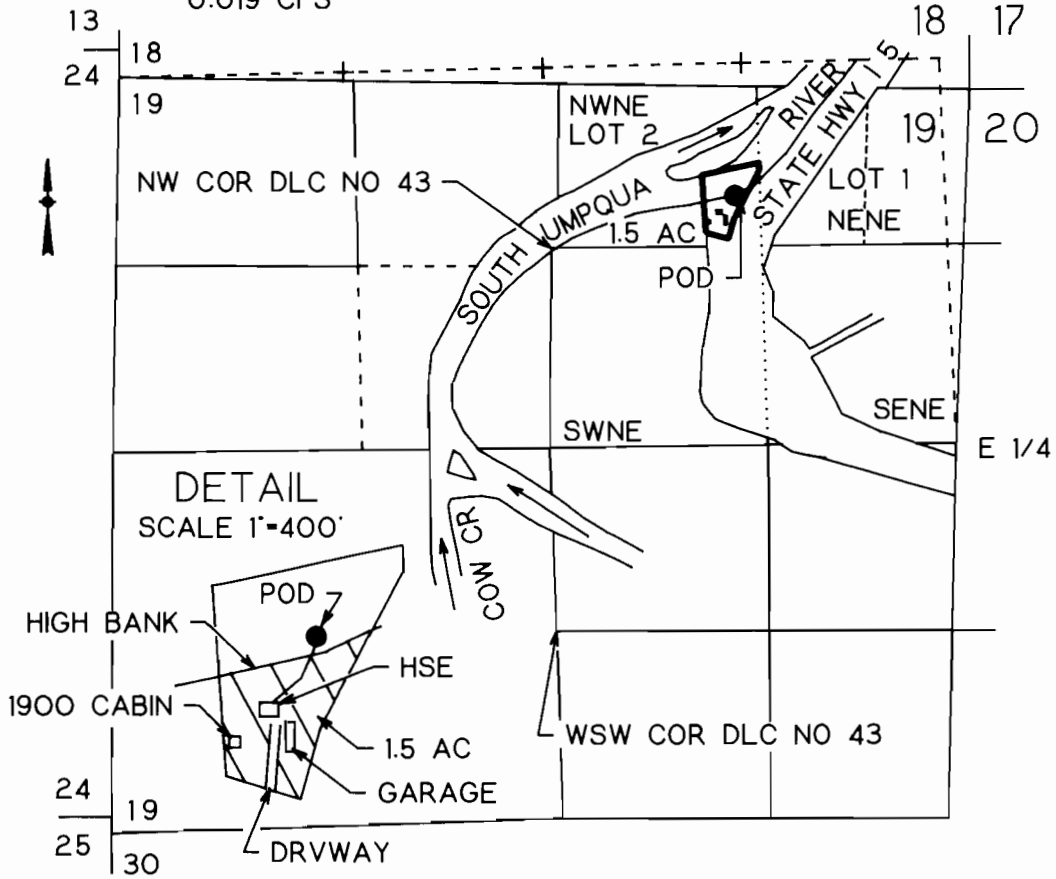 0.019 CFS
13
18
18
17
24
19
NWNE
LOT 2
RIVER
STATE HWY I 5
19
20
NW COR DLC NO 43
SOUTH UMPQUA
LOT 1
NENE
1.5 AC
POD
SWNE
SENE
E 1/4
DETAIL
SCALE 1"=400'
COW CR
POD
HIGH BANK
HSE
1900 CABIN
WSW COR DLC NO 43
1.5 AC
GARAGE
24
19
25
30
DRVWAY